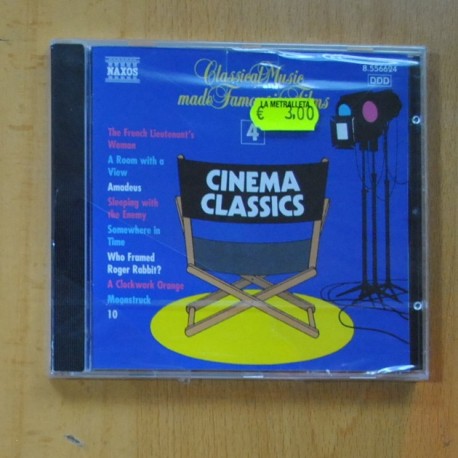 NAXOS
Classical Music
made Famous in Films
8.556624
DDD
LA METRALLETA
€ 3,00
4
The French Lieutenant's
Woman
A Room with a
View
Amadeus
Sleeping with
the Enemy
Somewhere in
Time
Who Framed
Roger Rabbit?
A Clockwork Orange
Moonstruck
10
CINEMA
CLASSICS